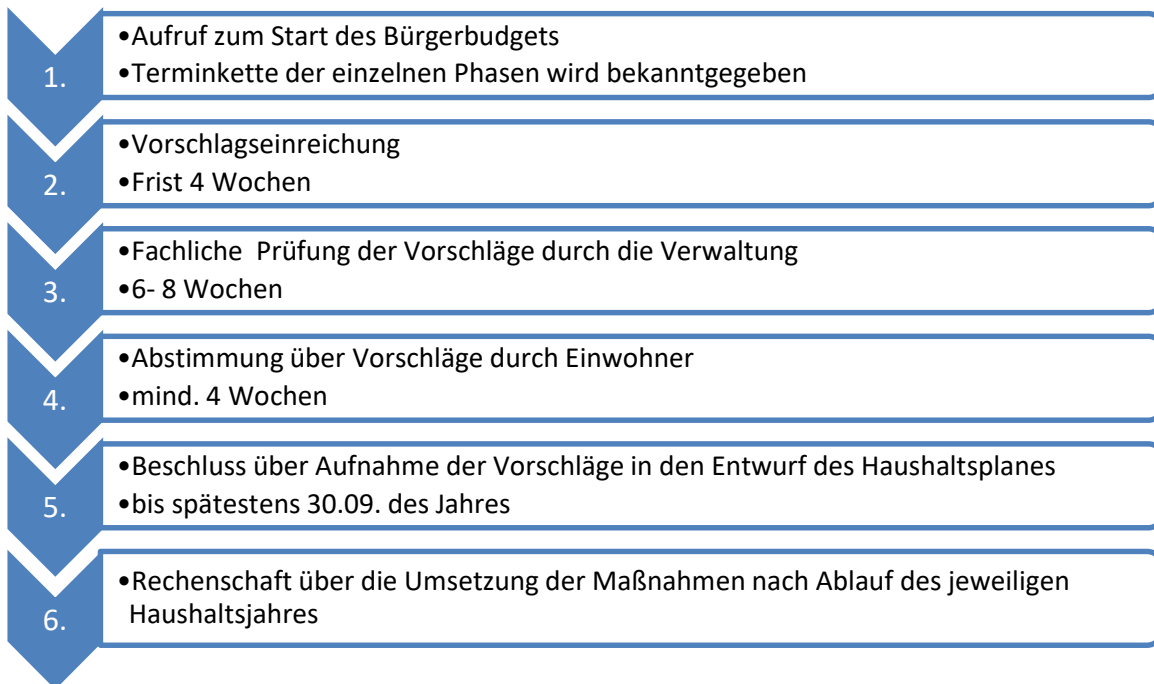 1.
•Aufruf zum Start des Bürgerbudgets
•Terminkette der einzelnen Phasen wird bekanntgegeben
2.
•Vorschlagseinreichung
•Frist 4 Wochen
3.
•Fachliche  Prüfung der Vorschläge durch die Verwaltung
•6- 8 Wochen
4.
•Abstimmung über Vorschläge durch Einwohner
•mind. 4 Wochen
5.
•Beschluss über Aufnahme der Vorschläge in den Entwurf des Haushaltsplanes
•bis spätestens 30.09. des Jahres
6.
•Rechenschaft über die Umsetzung der Maßnahmen nach Ablauf des jeweiligen
Haushaltsjahres